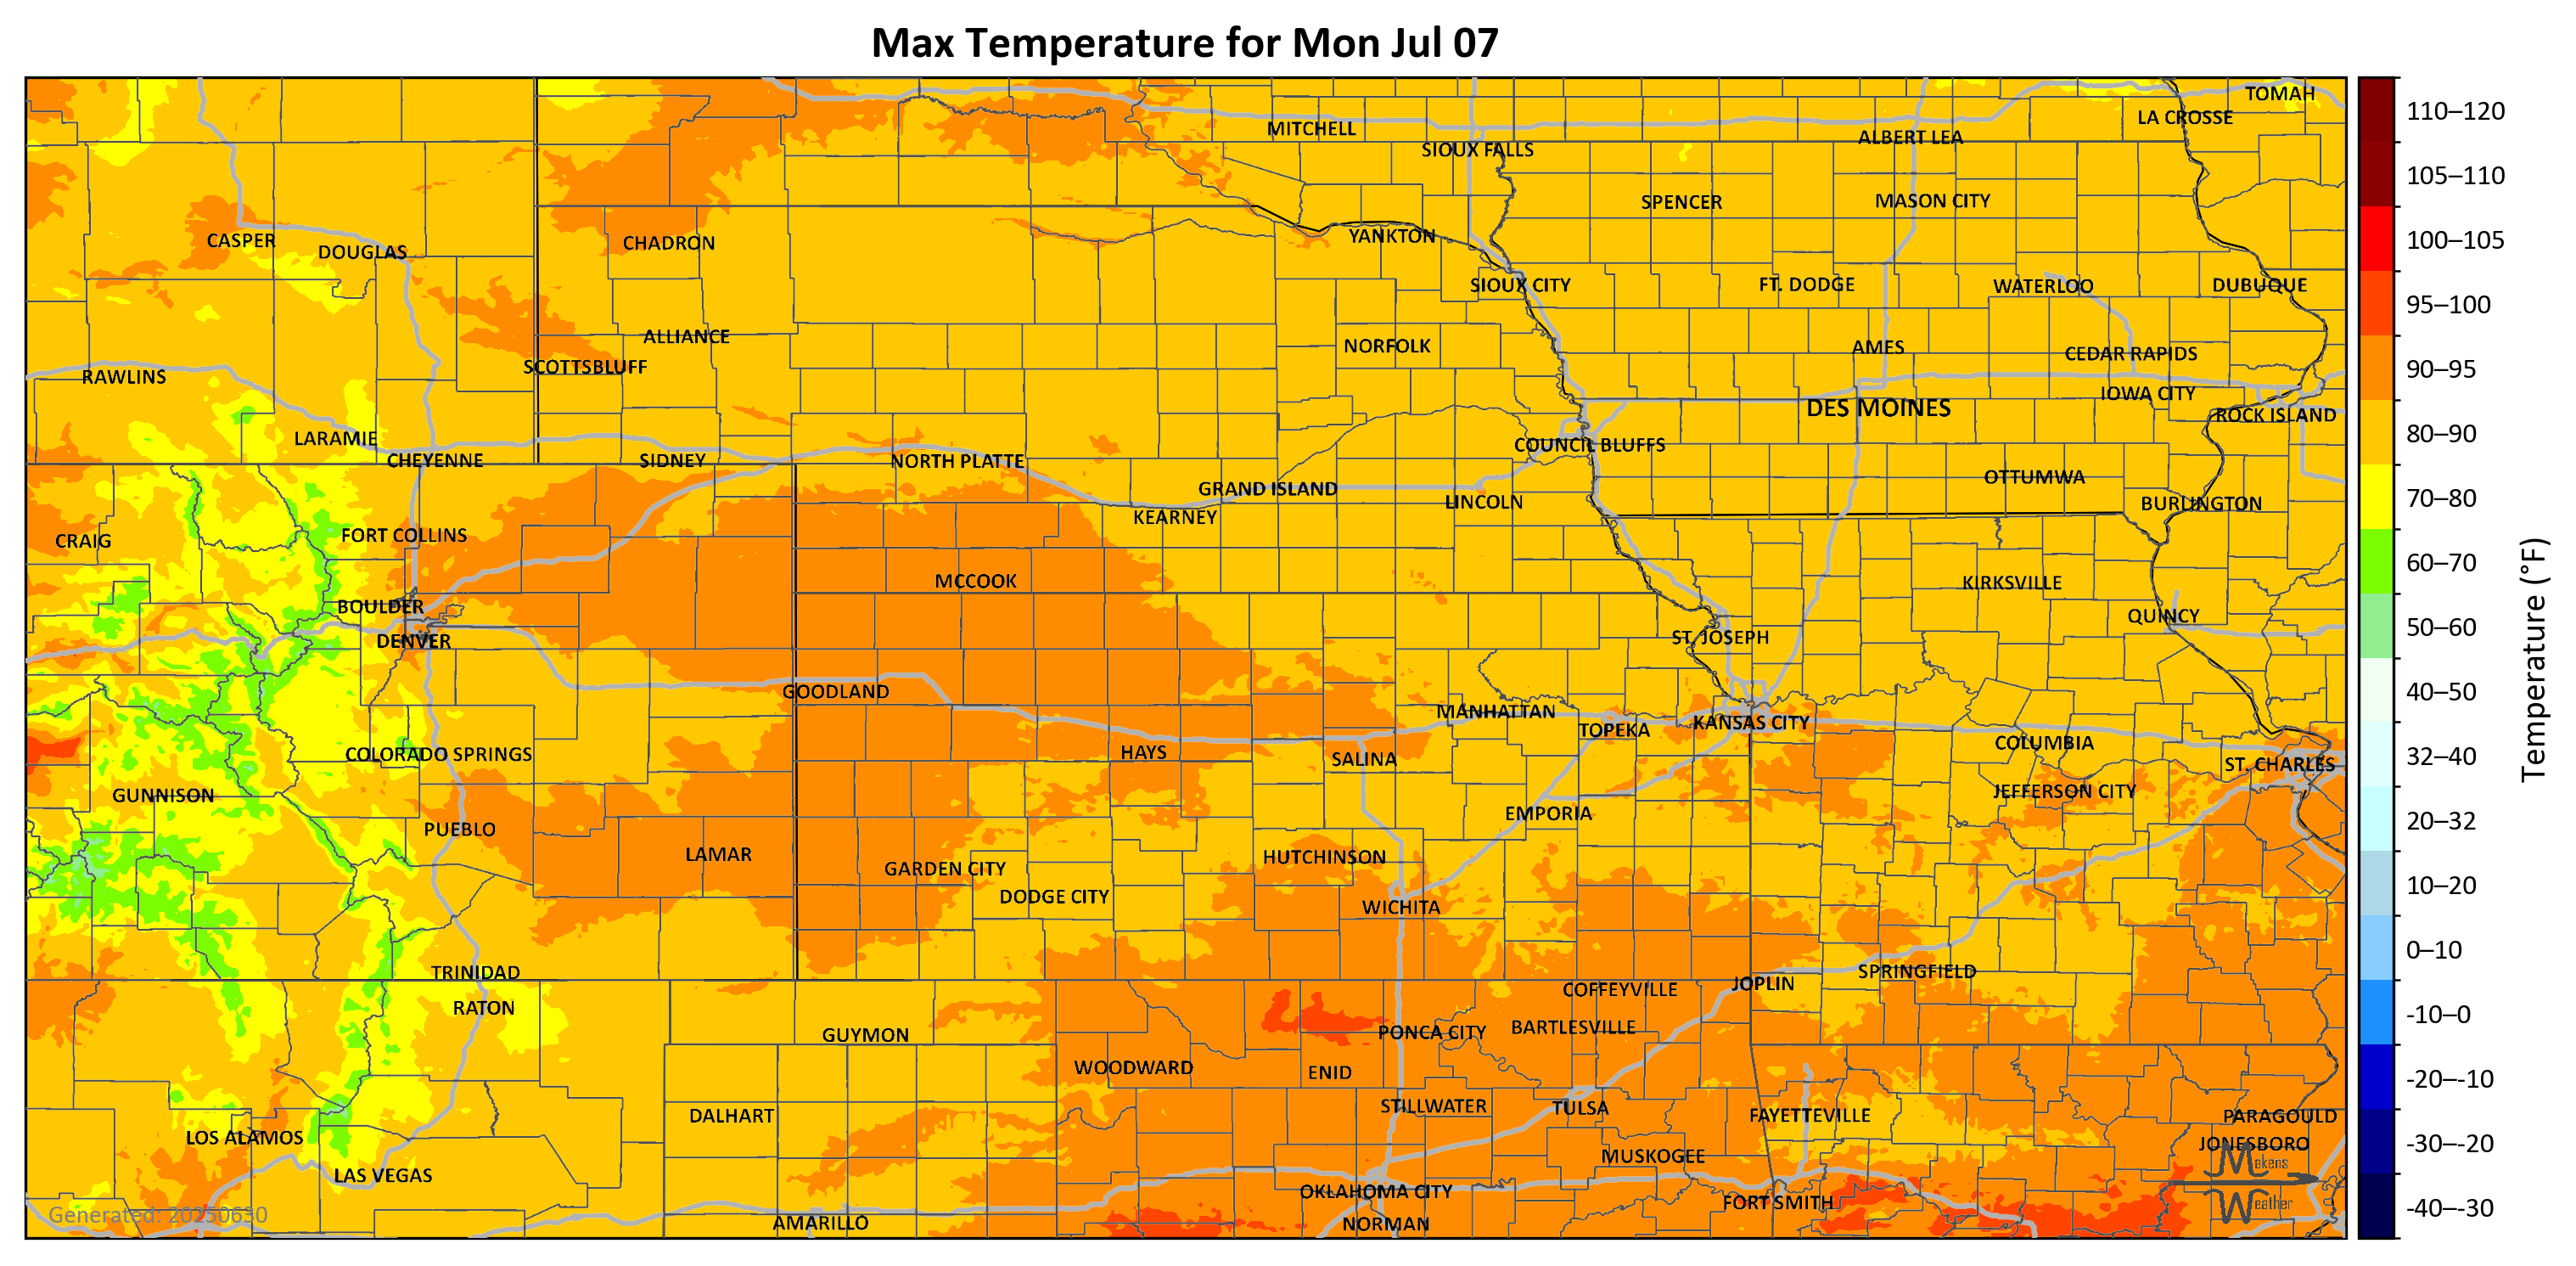 Max Temperature for Mon Jul 07
TOMAH
LA CROSSE
MITCHELL
ALBERT LEA
SIOUX FALLS
SPENCER
MASON CITY
YANKTON
CASPER
CHADRON
DOUGLAS
SIOUX CITY
FT. DODGE
WATERLOO
DUBUQUE
ALLIANCE
NORFOLK
AMES
CEDAR RAPIDS
SCOTTSBLUFF
RAWLINS
IOWA CITY
DES MOINES
ROCK ISLAND
LARAMIE
COUNCIL BLUFFS
CHEYENNE
SIDNEY
NORTH PLATTE
OTTUMWA
GRAND ISLAND
LINCOLN
BURLINGTON
KEARNEY
FORT COLLINS
CRAIG
MCCOOK
KIRKSVILLE
BOULDER
QUINCY
DENVER
ST. JOSEPH
GOODLAND
MANHATTAN
KANSAS CITY
TOPEKA
COLUMBIA
COLORADO SPRINGS
HAYS
SALINA
ST. CHARLES
GUNNISON
JEFFERSON CITY
EMPORIA
PUEBLO
LAMAR
HUTCHINSON
GARDEN CITY
DODGE CITY
WICHITA
TRINIDAD
SPRINGFIELD
JOPLIN
COFFEYVILLE
RATON
BARTLESVILLE
GUYMON
PONCA CITY
WOODWARD
ENID
STILLWATER
TULSA
DALHART
FAYETTEVILLE
PARAGOULD
LOS ALAMOS
JONESBORO
MUSKOGEE
LAS VEGAS
OKLAHOMA CITY
FORT SMITH
AMARILLO
NORMAN
Generated: 20250630
Makens
Weather
110–120
105–110
100–105
95–100
90–95
80–90
70–80
60–70
50–60
40–50
32–40
20–32
10–20
0–10
-10–0
-20–-10
-30–-20
-40–-30
Temperature (°F)